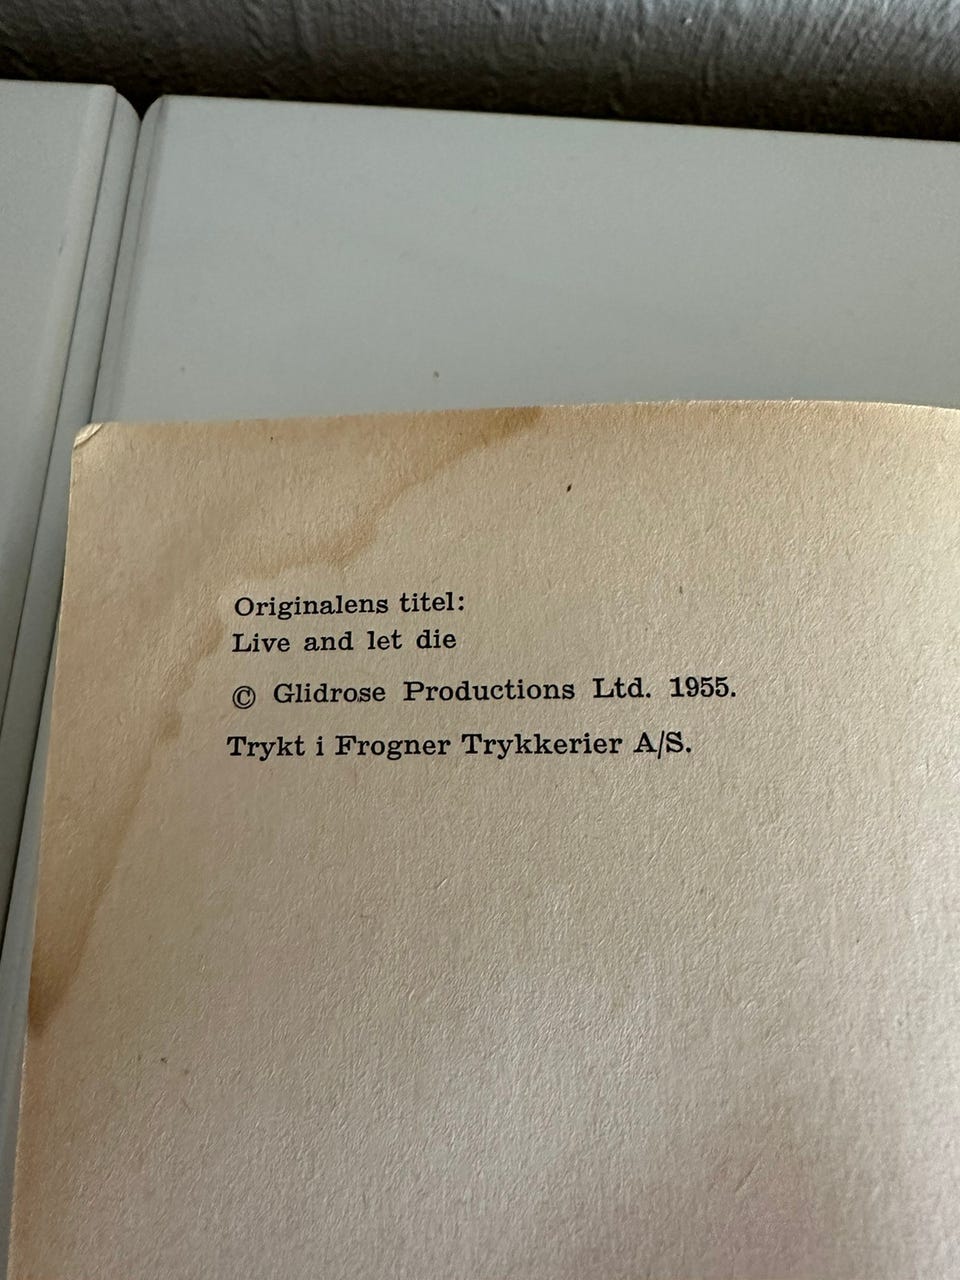 Originalens titel:
Live and let die
© Glidrose Productions Ltd. 1955.
Trykt i Frogner Trykkerier A/S.